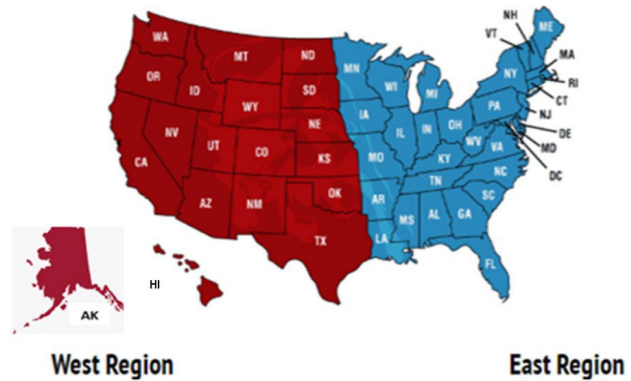 NH
WA
ME
VT
MT
ND
MN
MA
OR
ID
SD
WI
NY
RI
WY
MI
CT
IA
PA
NJ
NE
NV
IL
IN
OH
DE
UT
CO
WV
VA
MD
CA
KS
MO
KY
DC
NC
TN
OK
AZ
NM
AR
SC
MS
AL
GA
TX
LA
FL
HI
AK
West Region
East Region